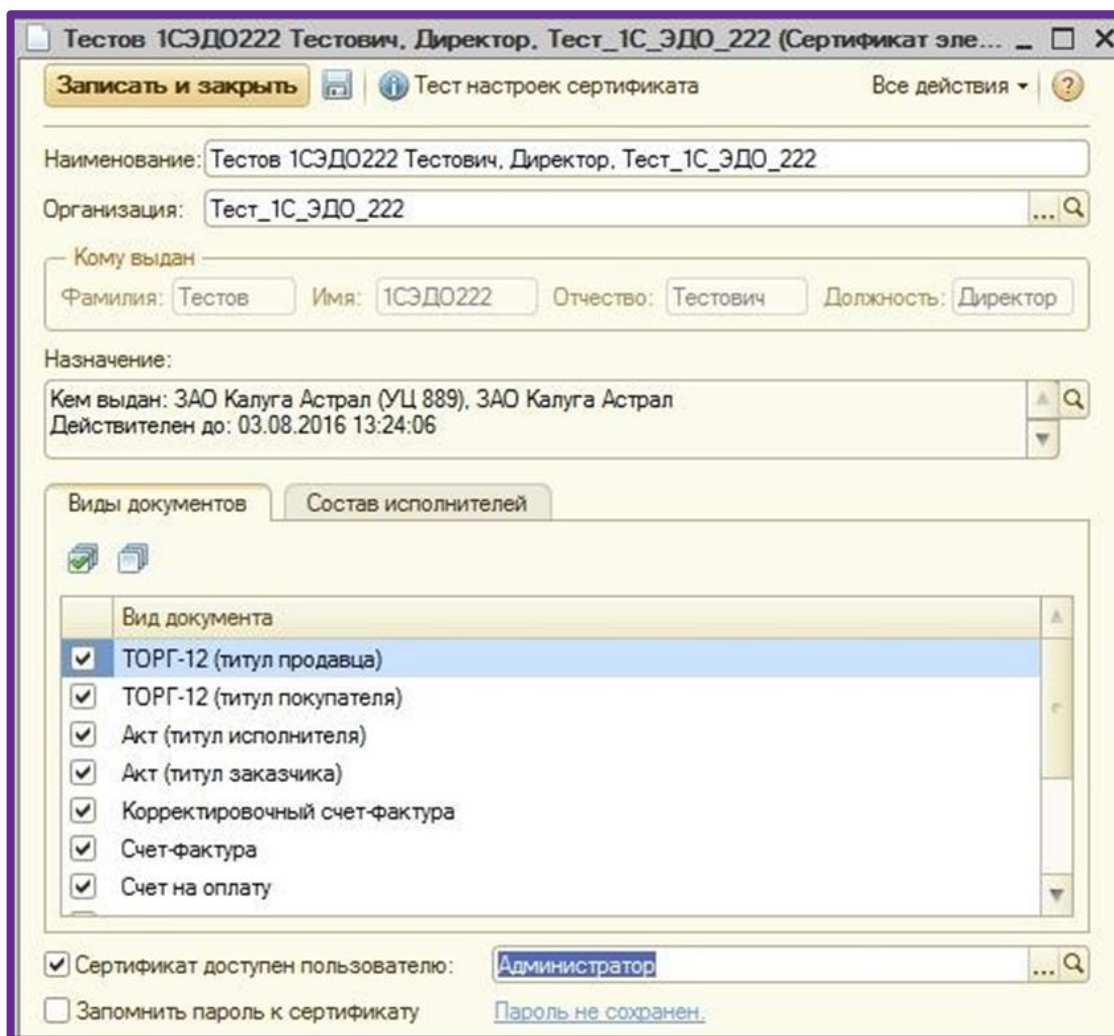 Тестов 1СЭДО222 Тестович, Директор, Тест_1С_ЭДО_222 (Сертификат эле...
Записать и закрыть Тест настроек сертификата Все действия
Наименование: Тестов 1СЭДО222 Тестович, Директор, Тест_1С_ЭДО_222
Организация: Тест_1С_ЭДО_222 ...
Кому выдан
Фамилия: Тестов Имя: 1СЭДО222 Отчество: Тестович Должность: Директор
Назначение:
Кем выдан: ЗАО Калуга Астрал (УЦ 889), ЗАО Калуга Астрал
Действителен до: 03.08.2016 13:24:06
Виды документов Состав исполнителей
Вид документа
ТОРГ-12 (титул продавца)
ТОРГ-12 (титул покупателя)
Акт (титул исполнителя)
Акт (титул заказчика)
Корректировочный счет-фактура
Счет-фактура
Счет на оплату
Сертификат доступен пользователю: Администратор ...
Запомнить пароль к сертификату Пароль не сохранен.